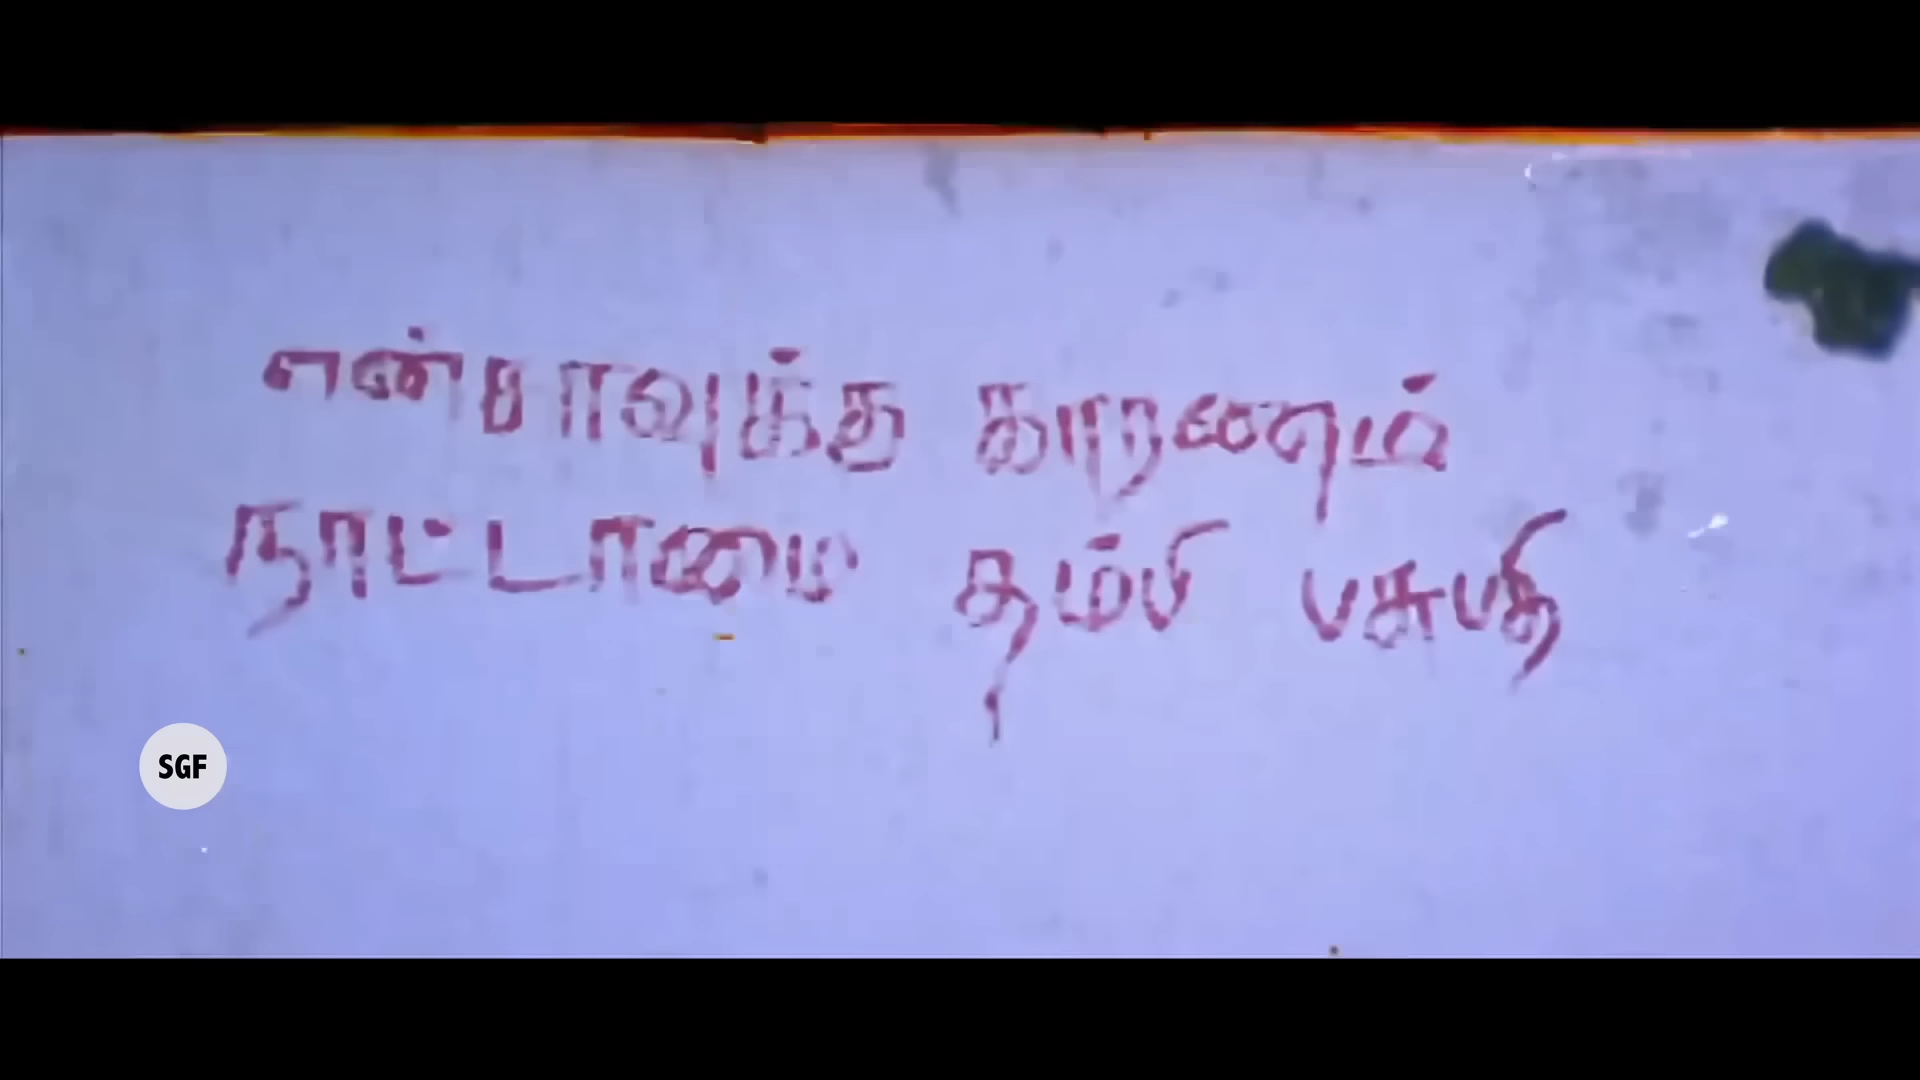 என் சாவுக்கு காரணம்
நாட்டாமை தம்பி பசுபதி
SGF